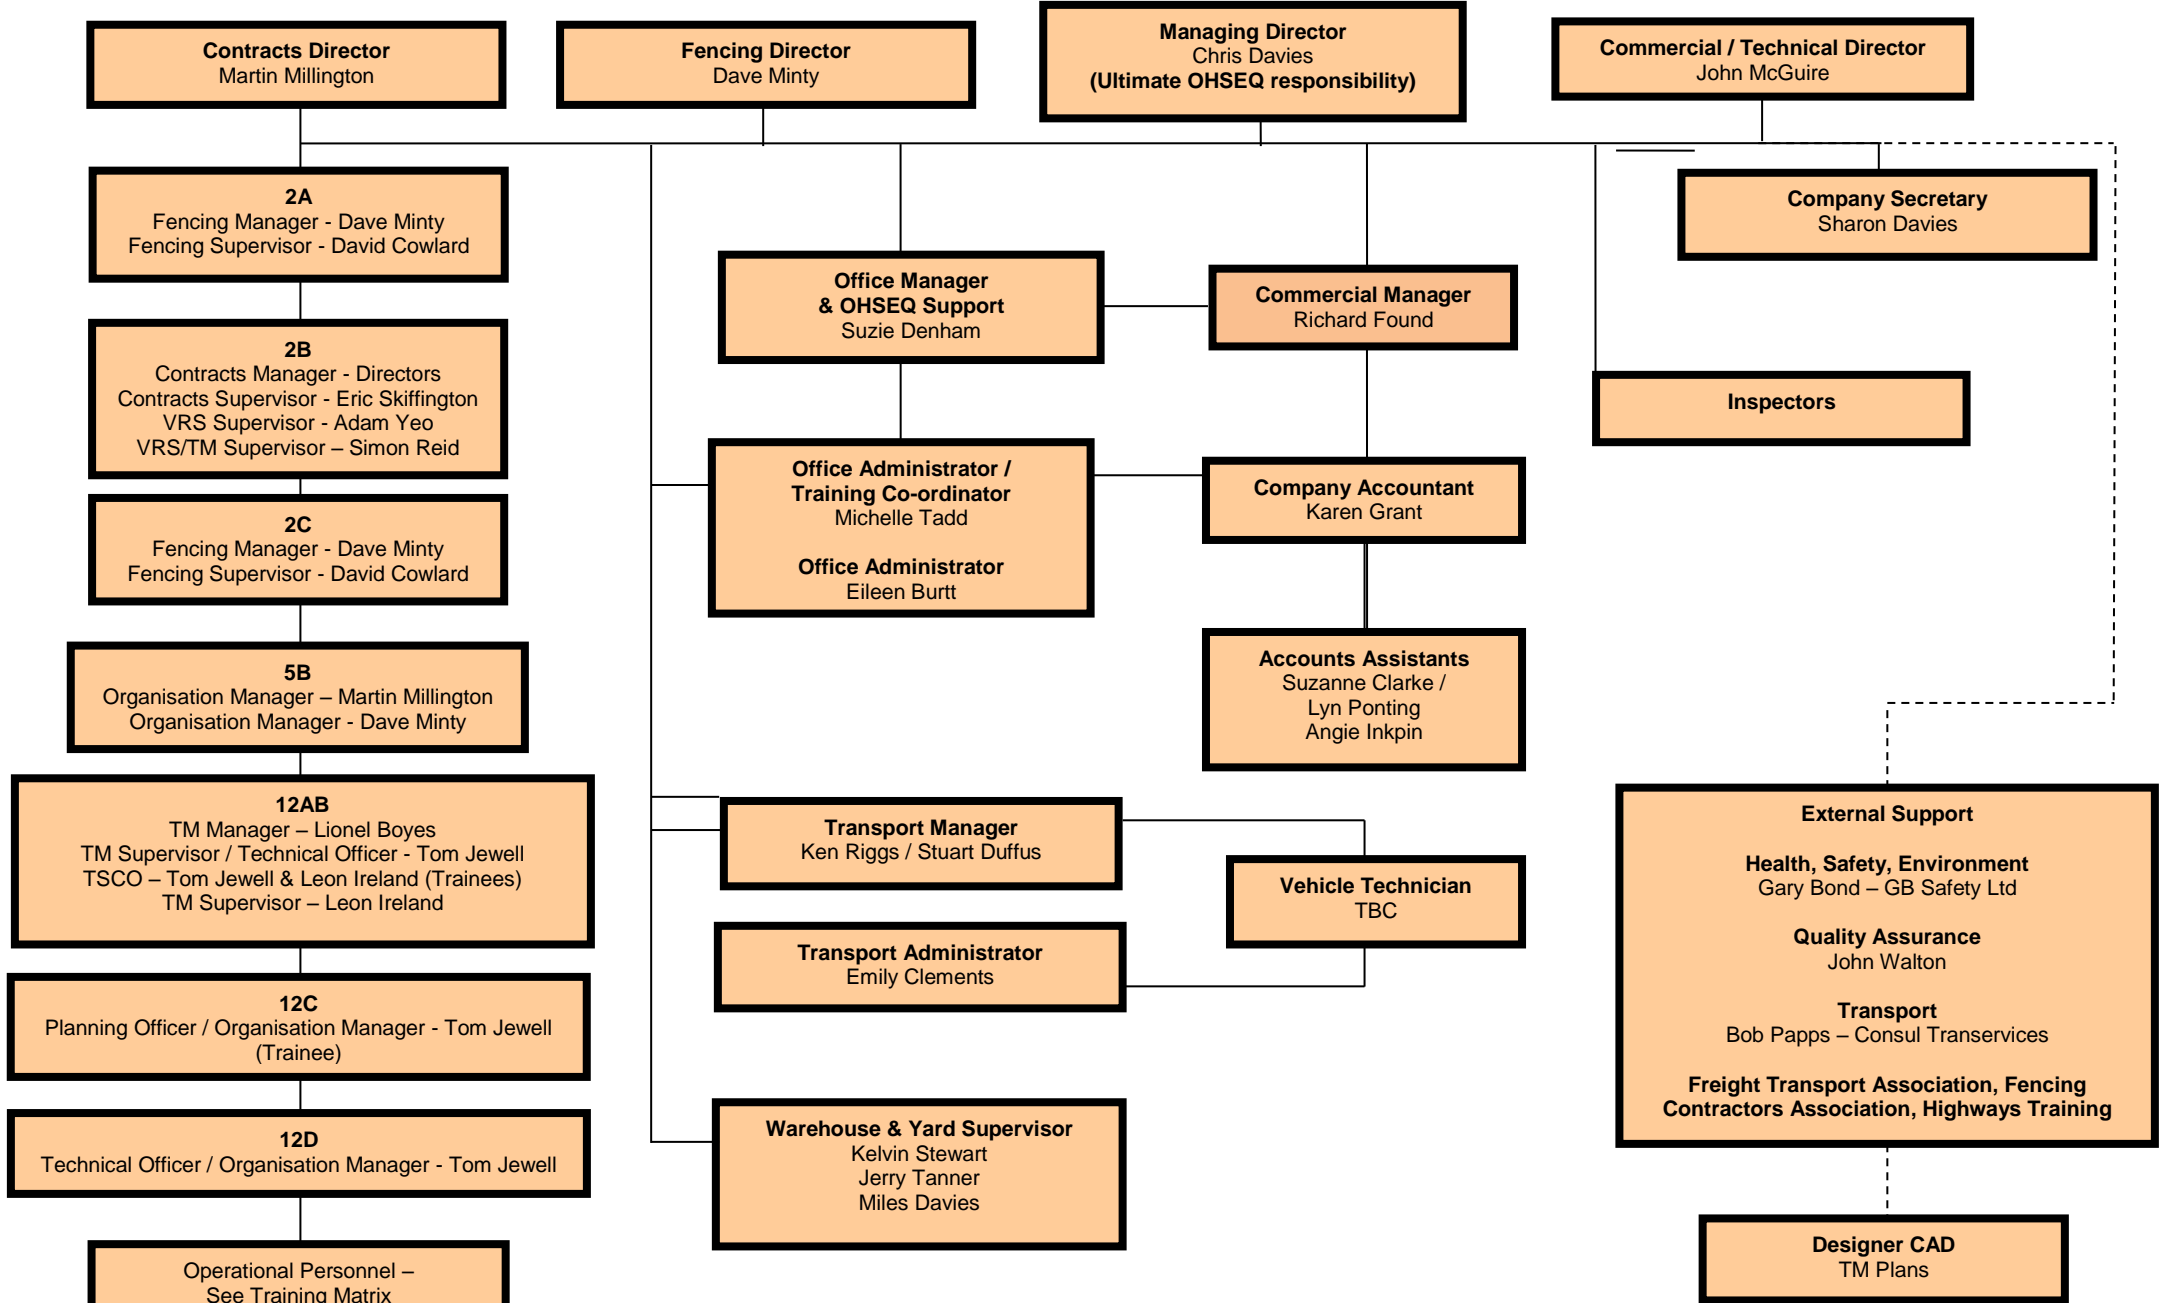 Contracts Director
Martin Millington
Fencing Director
Dave Minty
Managing Director
Chris Davies
(Ultimate OHSEQ responsibility)
Commercial / Technical Director
John McGuire
2A
Fencing Manager - Dave Minty
Fencing Supervisor - David Cowlard
Company Secretary
Sharon Davies
Office Manager
& OHSEQ Support
Suzie Denham
Commercial Manager
Richard Found
2B
Contracts Manager - Directors
Contracts Supervisor - Eric Skiffington
VRS Supervisor - Adam Yeo
VRS/TM Supervisor – Simon Reid
Inspectors
Office Administrator /
Training Co-ordinator
Michelle Tadd
Office Administrator
Eileen Burtt
Company Accountant
Karen Grant
2C
Fencing Manager - Dave Minty
Fencing Supervisor - David Cowlard
5B
Organisation Manager – Martin Millington
Organisation Manager - Dave Minty
Accounts Assistants
Suzanne Clarke /
Lyn Ponting
Angie Inkpin
12AB
TM Manager – Lionel Boyes
TM Supervisor / Technical Officer - Tom Jewell
TSCO – Tom Jewell & Leon Ireland (Trainees)
TM Supervisor – Leon Ireland
Transport Manager
Ken Riggs / Stuart Duffus
Vehicle Technician
TBC
Transport Administrator
Emily Clements
External Support
Health, Safety, Environment
Gary Bond – GB Safety Ltd
Quality Assurance
John Walton
Transport
Bob Papps – Consul Transervices
Freight Transport Association, Fencing
Contractors Association, Highways Training
12C
Planning Officer / Organisation Manager - Tom Jewell
(Trainee)
12D
Technical Officer / Organisation Manager - Tom Jewell
Warehouse & Yard Supervisor
Kelvin Stewart
Jerry Tanner
Miles Davies
Designer CAD
TM Plans
Operational Personnel –
See Training Matrix